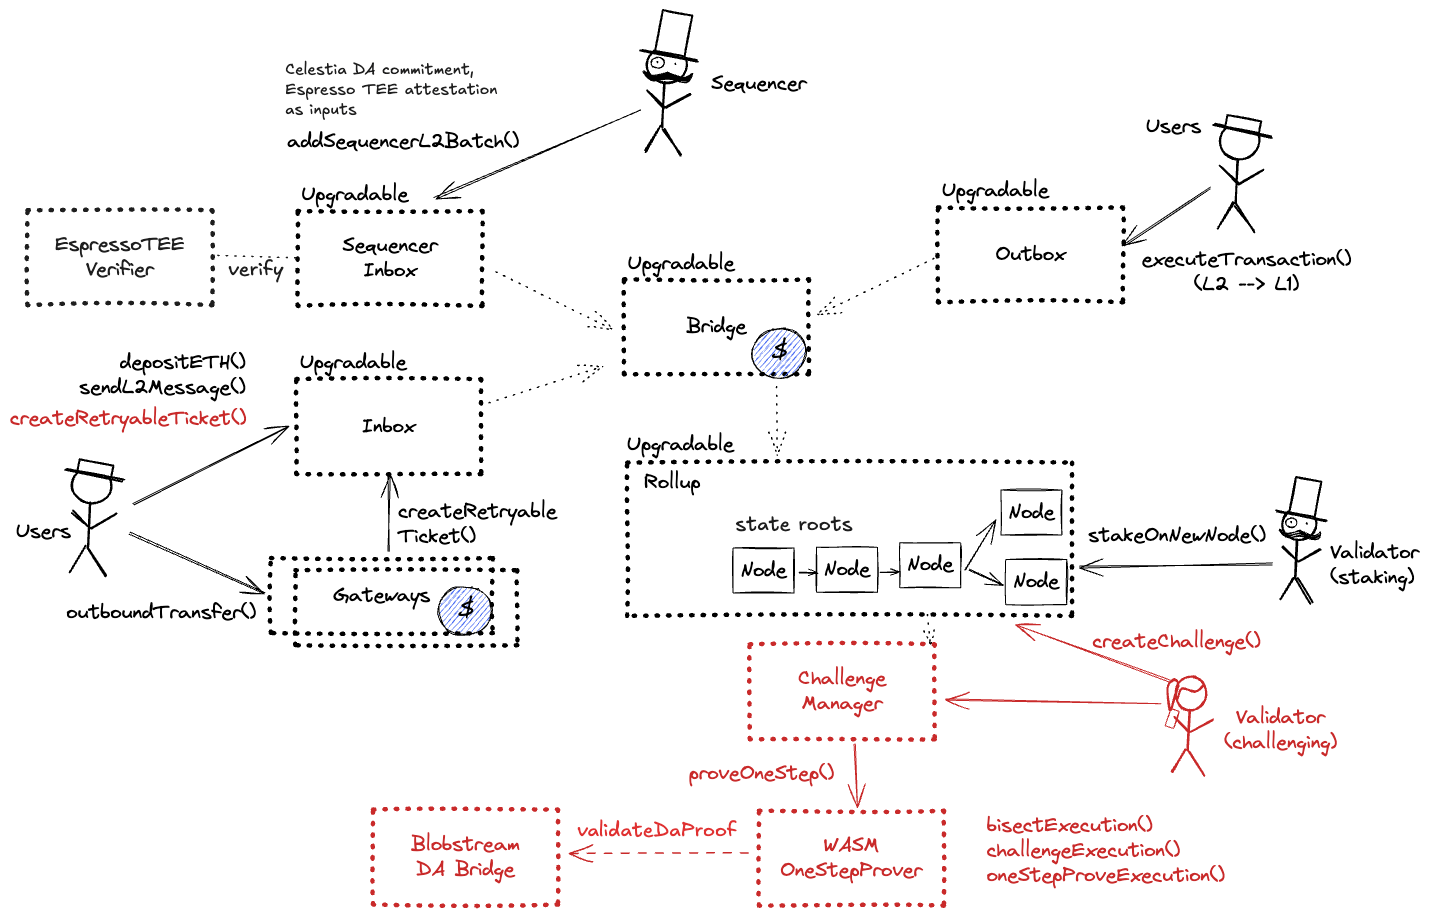 Celestia DA commitment,
Espresso TEE attestation
as inputs
addSequencerL2Batch()
Sequencer
Users
Upgradable
EspressoTEE
Verifier
verify
Sequencer
Inbox
Upgradable
Outbox
executeTransaction()
(L2 --> L1)
Upgradable
Bridge
$
depositETH()
sendL2Message()
createRetryableTicket()
Upgradable
Inbox
Users
createRetryable
Ticket()
outboundTransfer()
Gateways
$
Upgradable
Rollup
state roots
Node
Node
Node
Node
Node
stakeOnNewNode()
Validator
(staking)
createChallenge()
Challenge
Manager
Validator
(challenging)
proveOneStep()
Blobstream
DA Bridge
validateDaProof
WASM
OneStepProver
bisectExecution()
challengeExecution()
oneStepProveExecution()